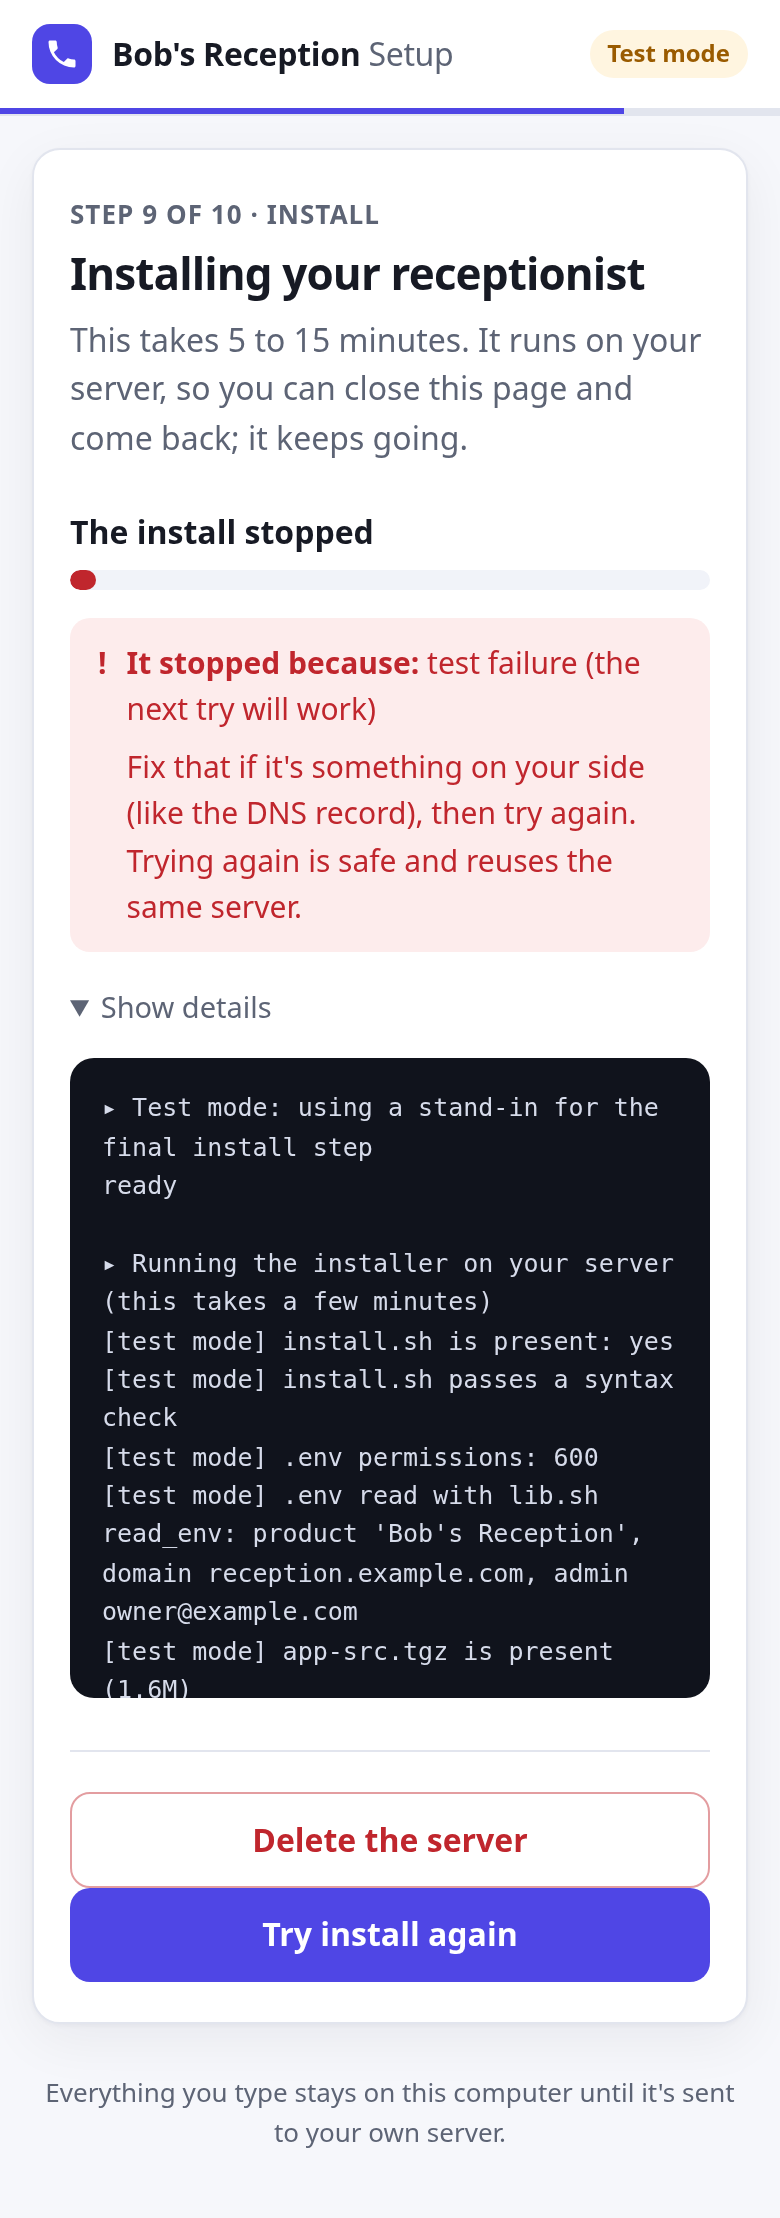 Bob's Reception Setup
Test mode
STEP 9 OF 10 · INSTALL
Installing your receptionist
This takes 5 to 15 minutes. It runs on your
server, so you can close this page and
come back; it keeps going.
The install stopped
! It stopped because: test failure (the
next try will work)
Fix that if it's something on your side
(like the DNS record), then try again.
Trying again is safe and reuses the
same server.
▼ Show details
▸ Test mode: using a stand-in for the
final install step
ready
▸ Running the installer on your server
(this takes a few minutes)
[test mode] install.sh is present: yes
[test mode] install.sh passes a syntax
check
[test mode] .env permissions: 600
[test mode] .env read with lib.sh
read_env: product 'Bob's Reception',
domain reception.example.com, admin
owner@example.com
[test mode] app-src.tgz is present
(1.6M)
Delete the server
Try install again
Everything you type stays on this computer until it's sent
to your own server.